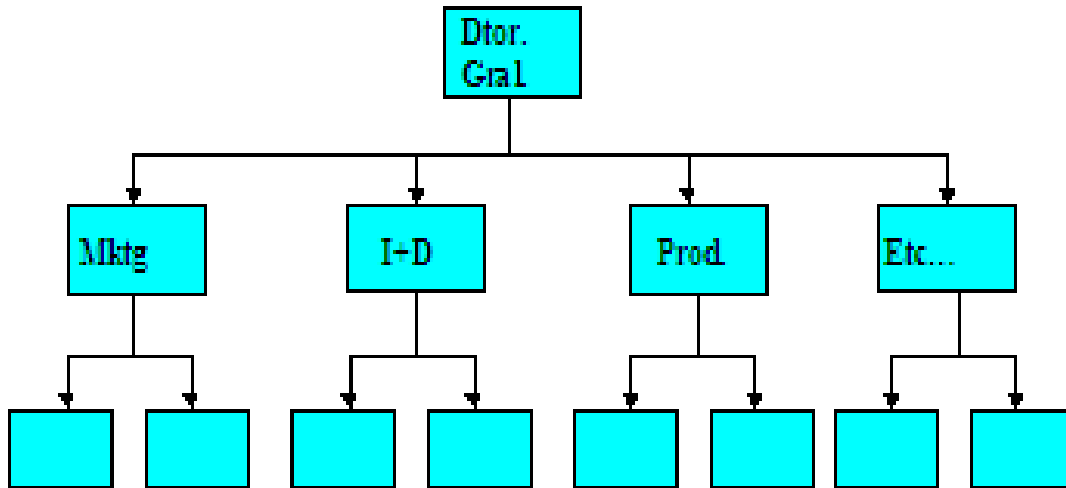 Dtor.
Gral
Mktg
I+D
Prod.
Etc...